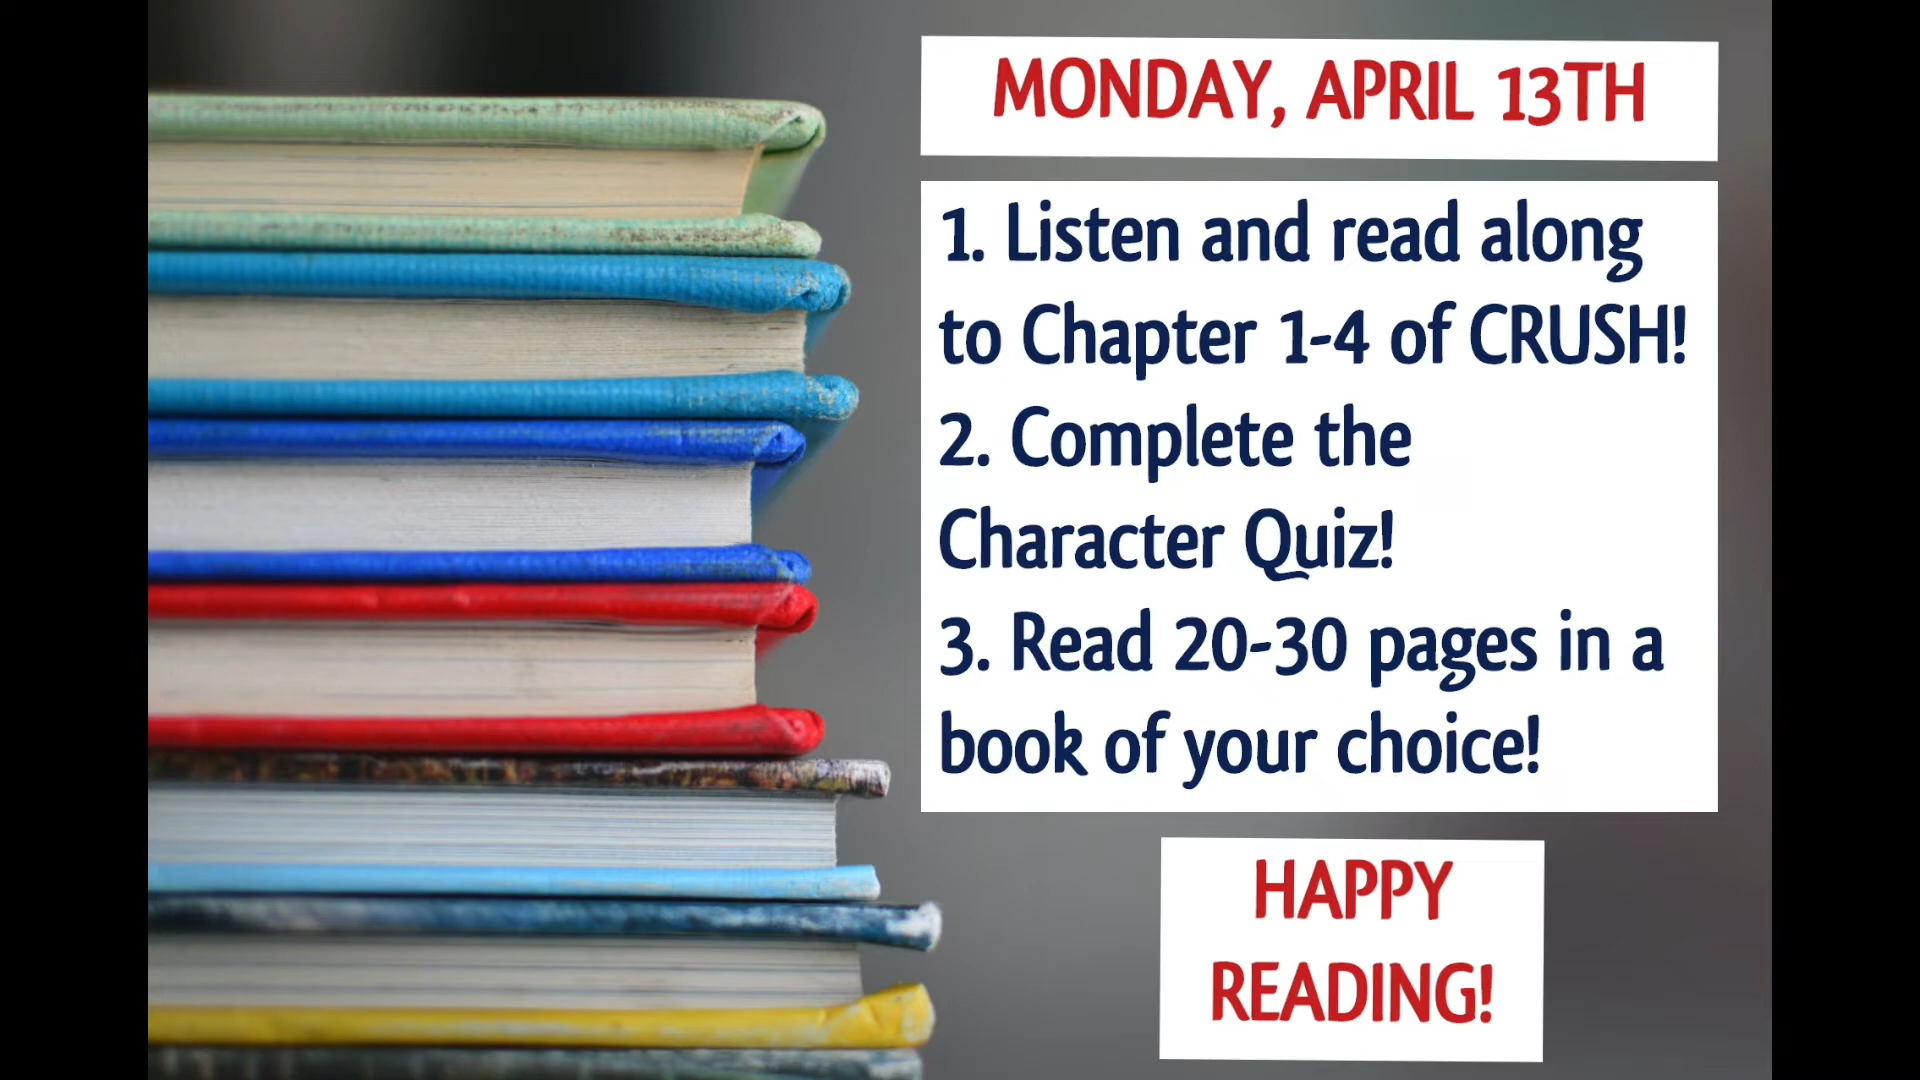 MONDAY, APRIL 13TH
1. Listen and read along
to Chapter 1-4 of CRUSH!
2. Complete the
Character Quiz!
3. Read 20-30 pages in a
book of your choice!
HAPPY
READING!